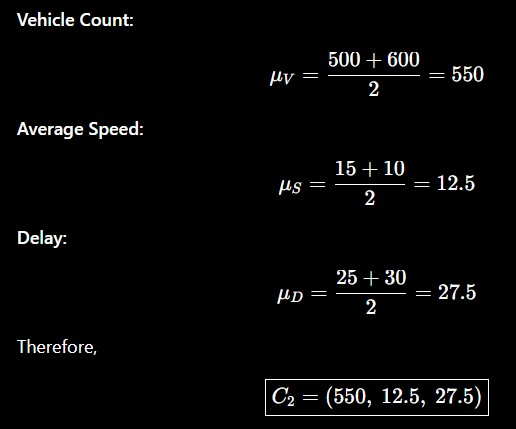 Vehicle Count:
μ_V = (500 + 600)/2 = 550
Average Speed:
μ_S = (15 + 10)/2 = 12.5
Delay:
μ_D = (25 + 30)/2 = 27.5
Therefore,
C_2 = (550, 12.5, 27.5)